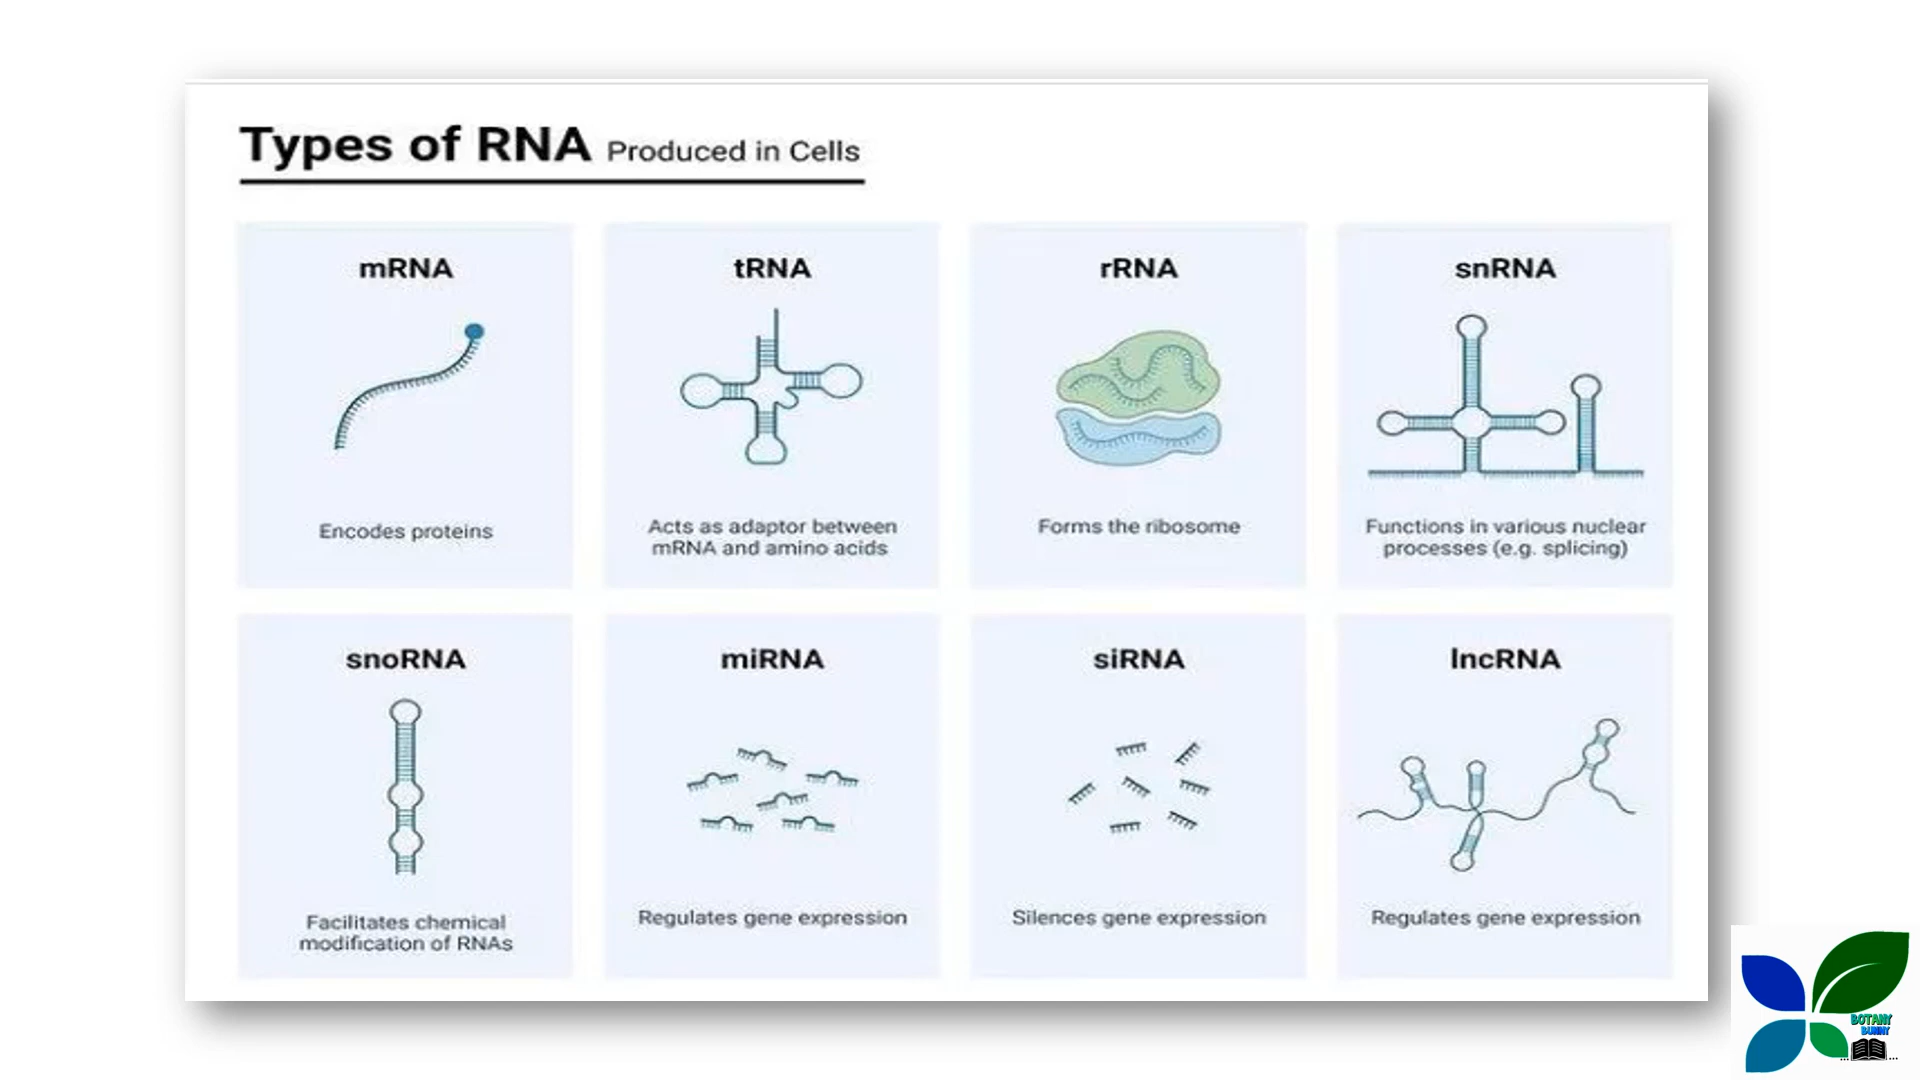 Types of RNA Produced in Cells
mRNA
Encodes proteins
tRNA
Acts as adaptor between
mRNA and amino acids
rRNA
Forms the ribosome
snRNA
Functions in various nuclear
processes (e.g. splicing)
snoRNA
Facilitates chemical
modification of RNAs
miRNA
Regulates gene expression
siRNA
Silences gene expression
lncRNA
Regulates gene expression
BOTANY
BUNNY